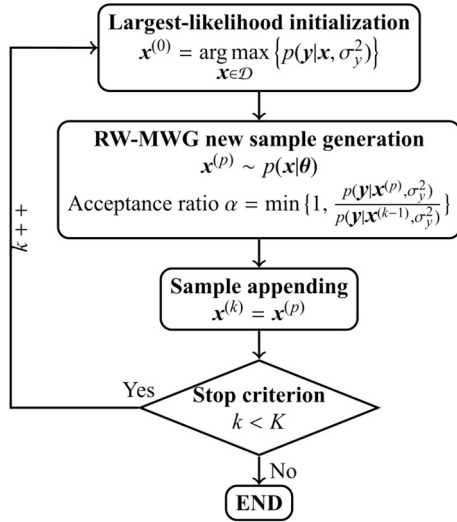 Largest-likelihood initialization
x^(0) = arg max {p(y|x, σ_y^2)}
x∈𝒟
RW-MWG new sample generation
x^(p) ∼ p(x|θ)
Acceptance ratio α = min{1, p(y|x^(p),σ_y^2) / p(y|x^(k−1),σ_y^2)}
k + +
Sample appending
x^(k) = x^(p)
Yes
Stop criterion
k < K
No
END